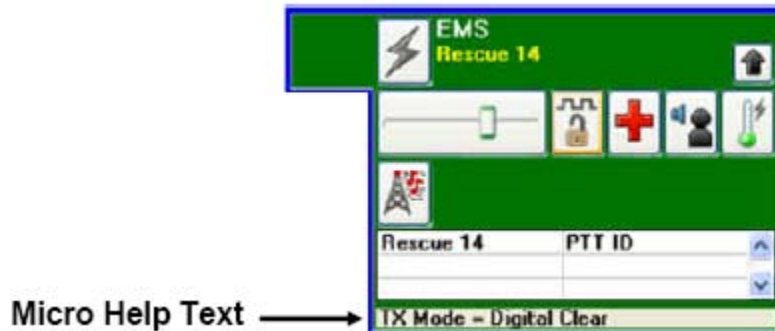 EMS
Rescue 14
Rescue 14 PTT ID
Micro Help Text
TX Mode – Digital Clear